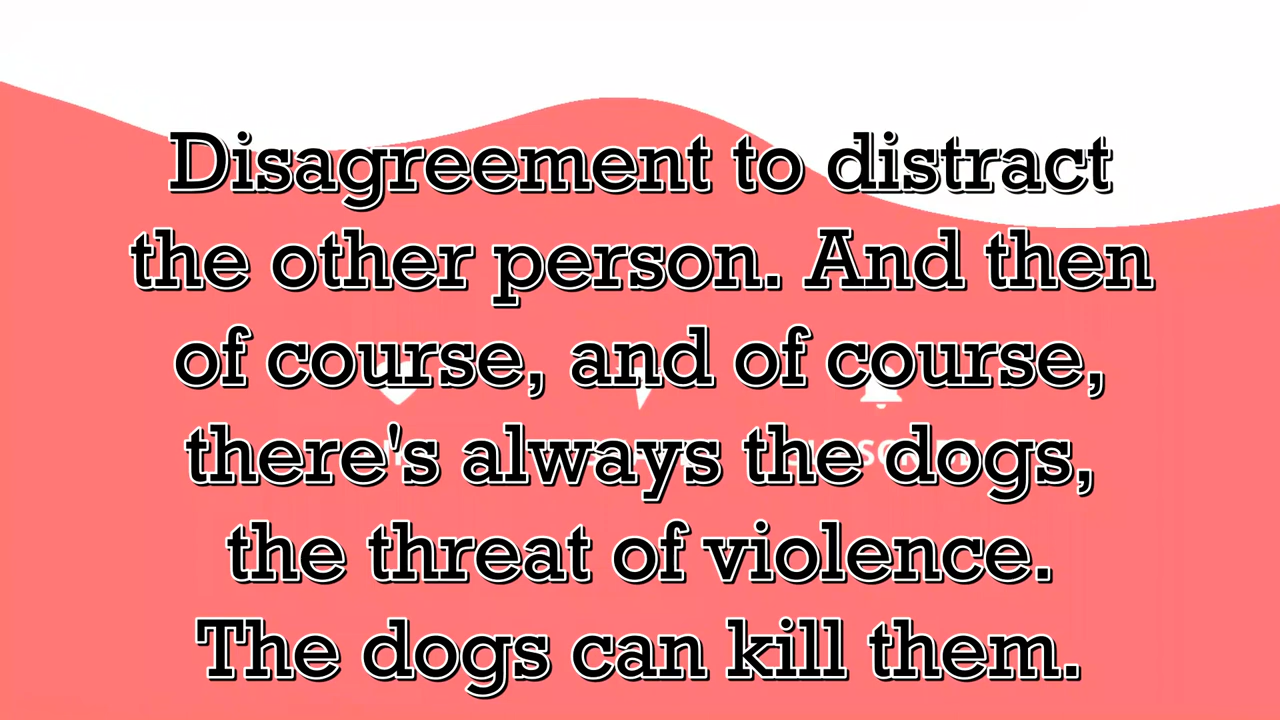 Disagreement to distract
the other person. And then
of course, and of course,
there's always the dogs,
the threat of violence.
The dogs can kill them.